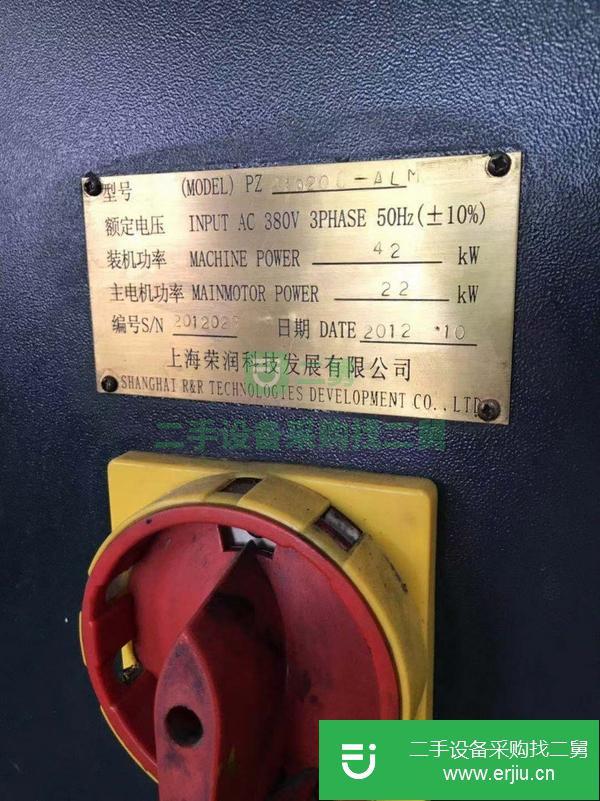 型号 (MODEL) PZ -ALM
额定电压 INPUT AC 380V 3PHASE 50Hz(±10%)
装机功率 MACHINE POWER 42 kW
主电机功率 MAINMOTOR POWER 22 kW
编号S/N 日期 DATE 2012 10
上海荣润科技发展有限公司
SHANGHAI R&R TECHNOLOGIES DEVELOPMENT CO., LTD
二舅
二手设备采购找二舅
二手设备采购找二舅
www.erjiu.cn